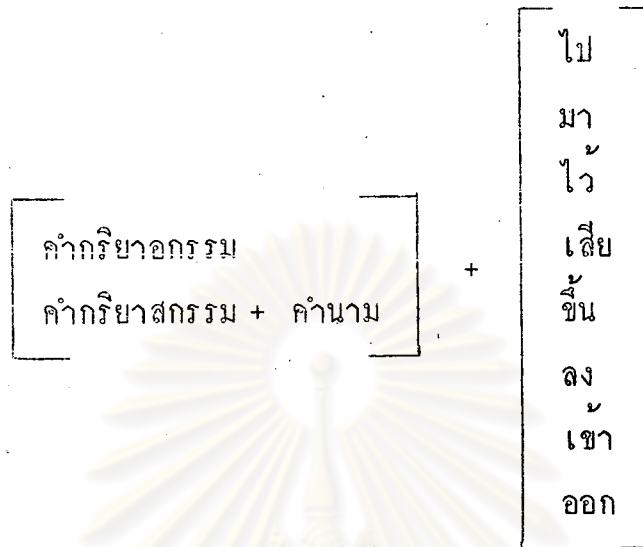 ไป
มา
ไว้
คำกริยาอกรรม
เสีย
+
คำกริยาสกรรม + คำนาม
ขึ้น
ลง
เข้า
ออก